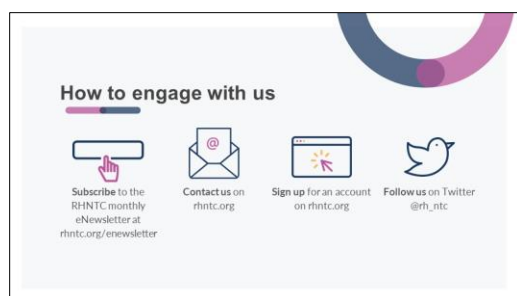 How to engage with us
@
Subscribe to the
RHNTC monthly
eNewsletter at
rhntc.org/enewsletter
Contact us on
rhntc.org
Sign up for an account
on rhntc.org
Follow us on Twitter
@rh_ntc